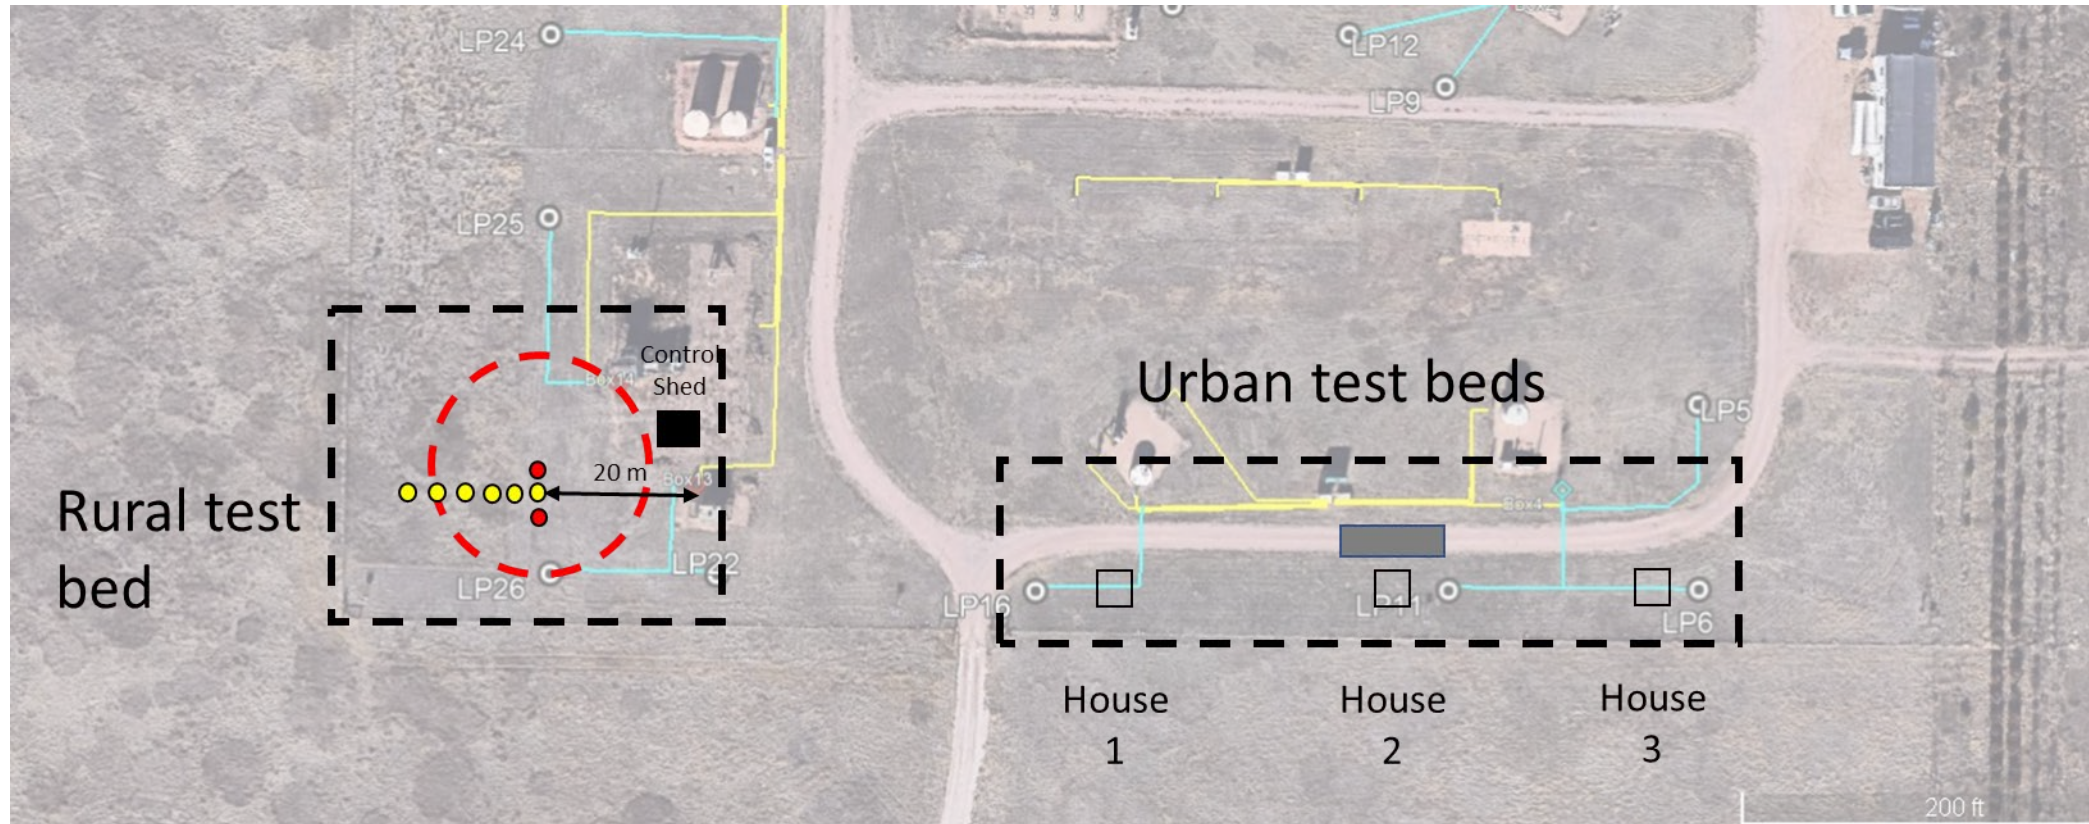 LP24
LP12
LP9
LP25
Control
Shed
Box14
Urban test beds
LP5
20 m
Box13
Rural test
bed
Box4
LP22
LP26
LP16
LP11
LP6
House
1
House
2
House
3
200 ft